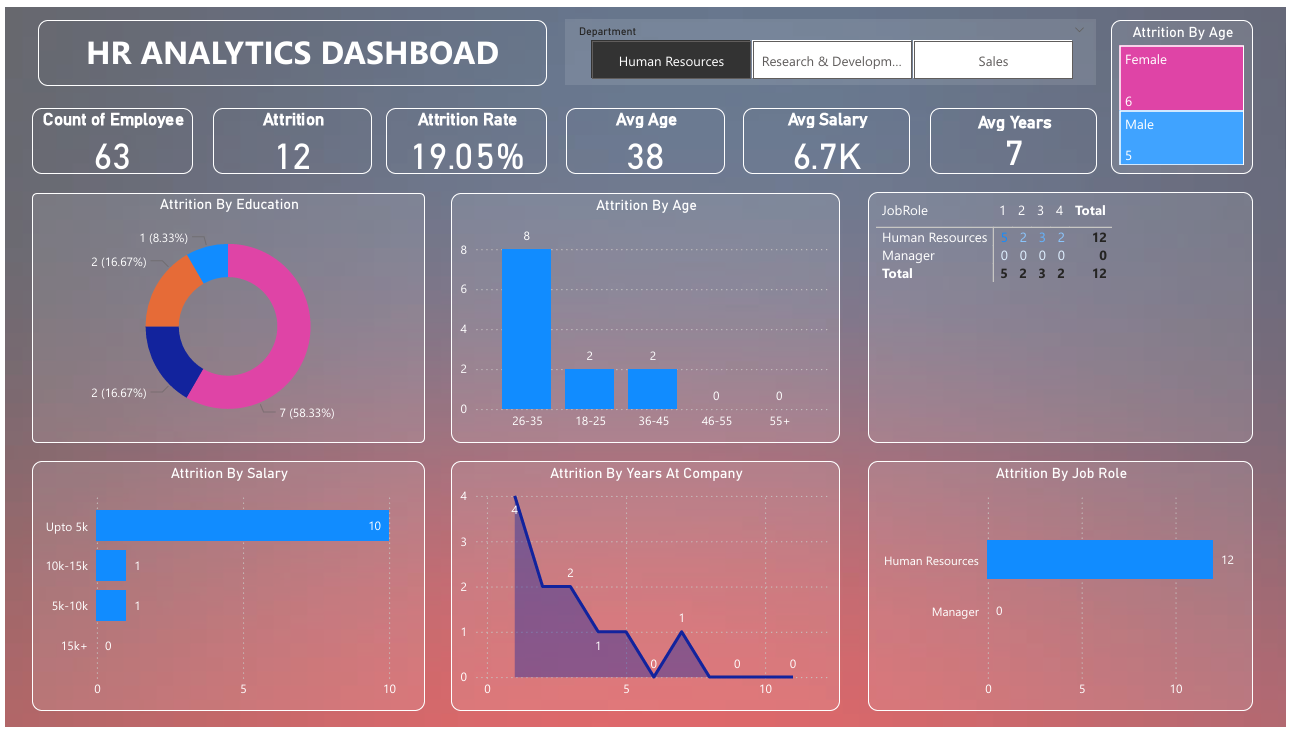 HR ANALYTICS DASHBOAD
Department
Human Resources
Research & Developm...
Sales
Attrition By Age
Female
6
Male
5
Count of Employee
63
Attrition
12
Attrition Rate
19.05%
Avg Age
38
Avg Salary
6.7K
Avg Years
7
Attrition By Education
1 (8.33%)
2 (16.67%)
2 (16.67%)
7 (58.33%)
Attrition By Age
8
6
4
2
0
8
2
2
0
0
26-35 18-25 36-45 46-55 55+
JobRole 1 2 3 4 Total
Human Resources 5 2 3 2 12
Manager 0 0 0 0 0
Total 5 2 3 2 12
Attrition By Salary
Upto 5k 10
10k-15k 1
5k-10k 1
15k+ 0
0 5 10
Attrition By Years At Company
4
3
2
1
0
4
2
1
0
1
0
0
0 5 10
Attrition By Job Role
Human Resources 12
Manager 0
0 5 10